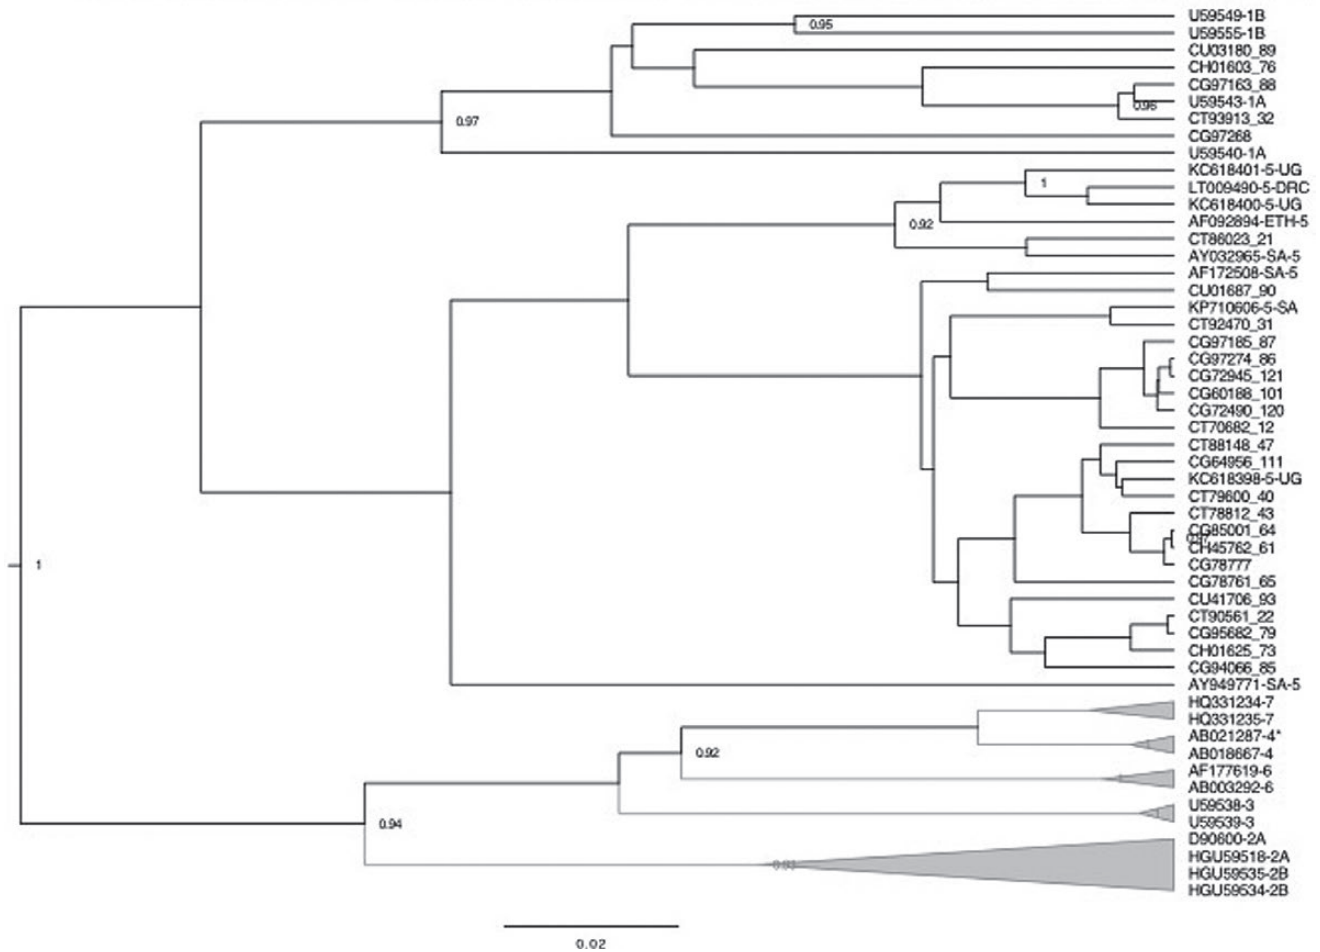 U59549-1B
0.95
U59555-1B
CU03180_89
CH01603_76
CG97163_88
U59543-1A
0.96
CT93913_32
0.97
CG97268
U59540-1A
KC618401-5-UG
1
LT009490-5-DRC
KC618400-5-UG
AF092894-ETH-5
0.92
CT86023_21
AY032965-SA-5
AF172508-SA-5
CU01687_90
KP710606-5-SA
CT92470_31
CG97185_87
CG97274_86
CG72945_121
CG60188_101
CG72490_120
CT70682_12
CT88148_47
CG64956_111
KC618398-5-UG
CT79600_40
CT78812_43
CG85001_64
CH45762_61
CG78777
1
CG78761_65
CU41706_93
CT90561_22
CG95682_79
CH01625_73
CG94066_85
AY949771-SA-5
HQ331234-7
HQ331235-7
AB021287-4*
0.92
AB018667-4
AF177619-6
AB003292-6
U59538-3
U59539-3
0.94
D90600-2A
HGU59518-2A
HGU59535-2B
HGU59534-2B
0.02